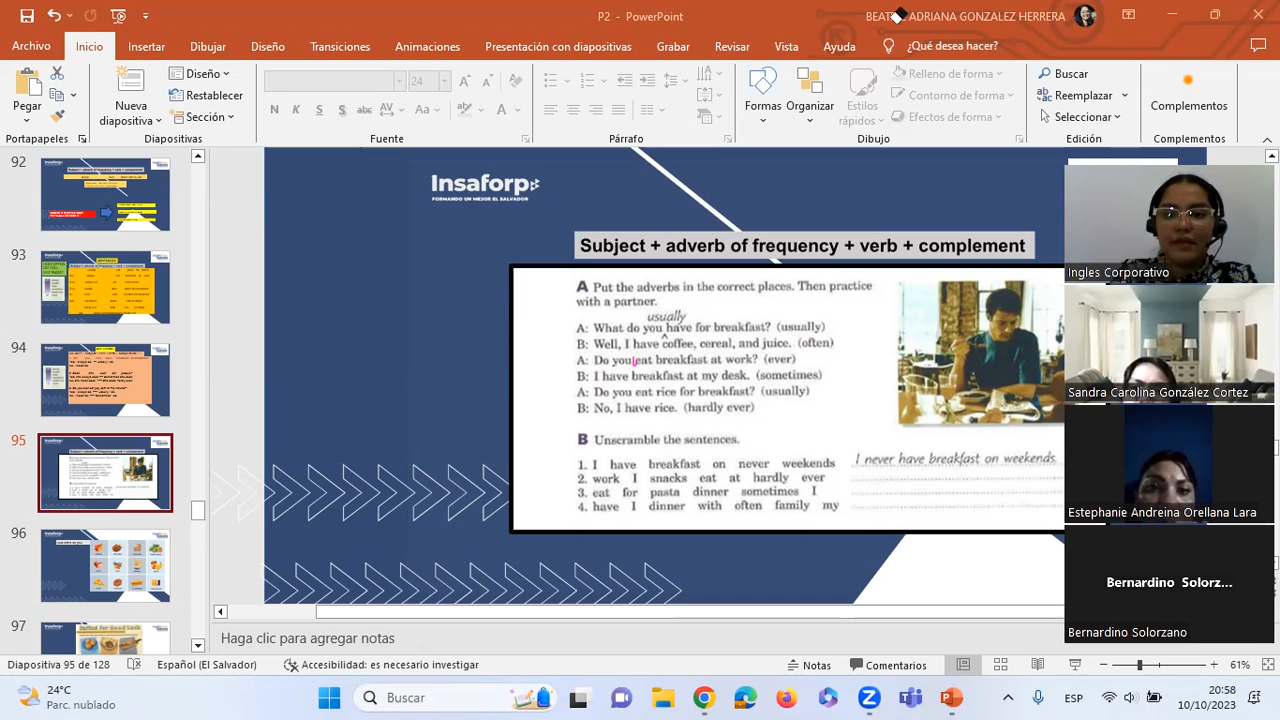 P2 - PowerPoint
BEAT ADRIANA GONZALEZ HERRERA
Archivo Inicio Insertar Dibujar Diseño Transiciones Animaciones Presentación con diapositivas Grabar Revisar Vista Ayuda ¿Qué desea hacer?
Pegar
Nueva diapositiva
Diseño
Restablecer
Sección
24
N K S S abc AV Aa A
Formas
Organizar
Estilos rápidos
Relleno de forma
Contorno de forma
Efectos de forma
Buscar
Reemplazar
Seleccionar
Complementos
Portapapeles Diapositivas Fuente Párrafo Dibujo Edición Complementos
92
93
94
95
96
97
Insaforp
FORMANDO UN MEJOR EL SALVADOR
Subject + adverb of frequency + verb + complement
A Put the adverbs in the correct places. Then practice
with a partner.
usually
A: What do you have for breakfast? (usually)
B: Well, I have coffee, cereal, and juice. (often)
A: Do you eat breakfast at work? (ever)
B: I have breakfast at my desk. (sometimes)
A: Do you eat rice for breakfast? (usually)
B: No, I have rice. (hardly ever)
B Unscramble the sentences.
1. I have breakfast on never weekends I never have breakfast on weekends.
2. work I snacks eat at hardly ever
3. eat for pasta dinner sometimes I
4. have I dinner with often family my
Ingles Corporativo
Sandra Carolina González Cortez
Estephanie Andreina Orellana Lara
Bernardino Solorz...
Bernardino Solorzano
Haga clic para agregar notas
Diapositiva 95 de 128 Español (El Salvador) Accesibilidad: es necesario investigar Notas Comentarios 61%
24°C
Parc. nublado
Buscar
ESP
20:58
10/10/2023